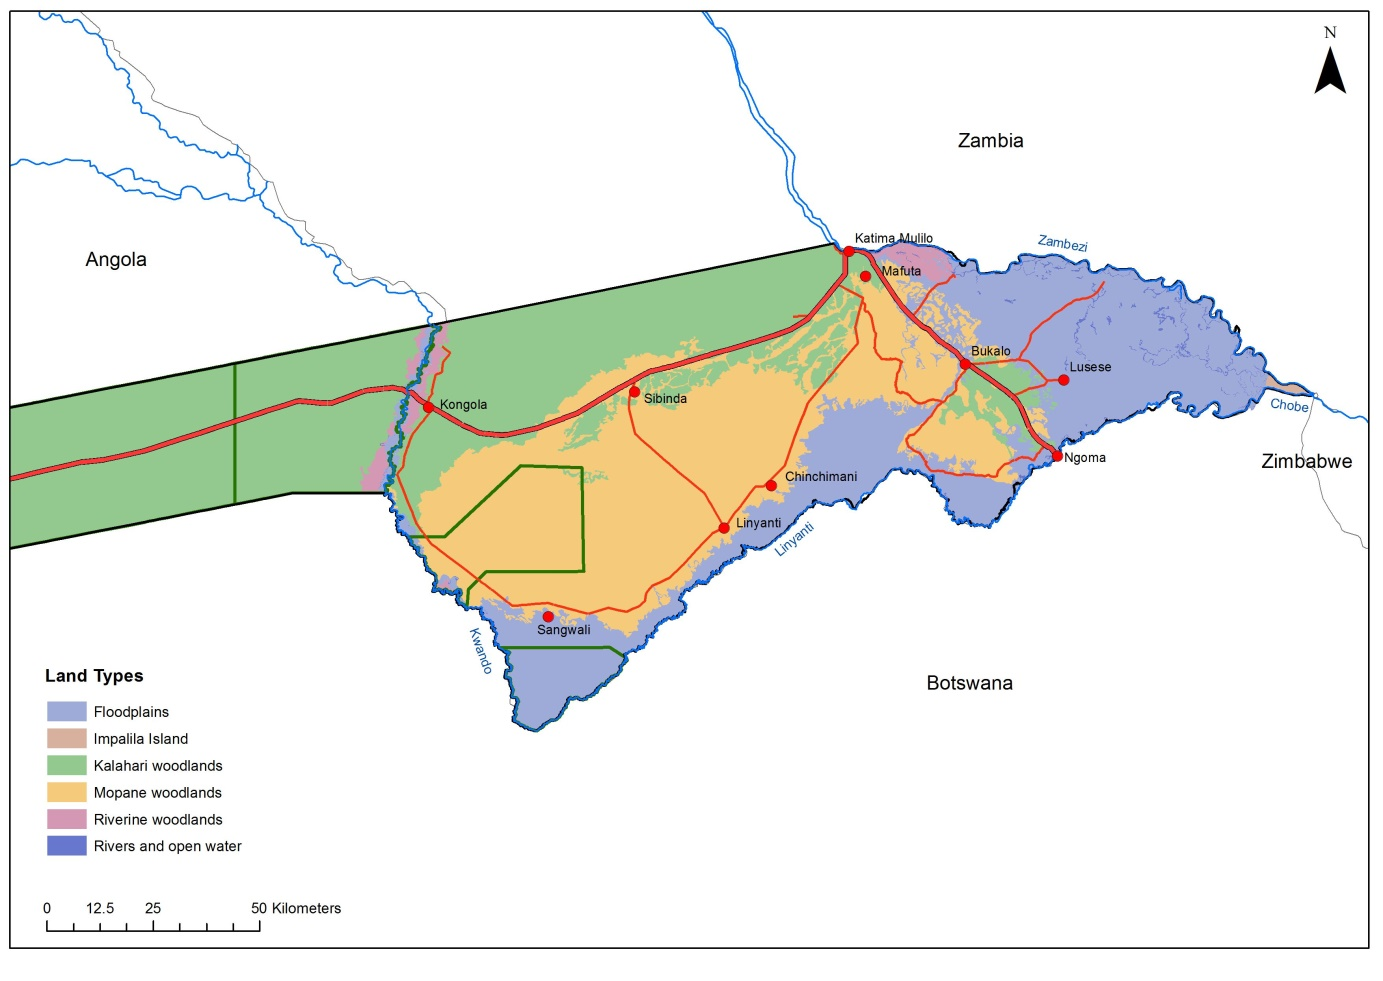 N
Zambia
Katima Mulilo
Zambezi
Angola
Mafuta
Bukalo
Lusese
Sibinda
Kongola
Chobe
Ngoma
Zimbabwe
Chinchimani
Linyanti
Linyanti
Sangwali
Kwando
Botswana
Land Types
Floodplains
Impalila Island
Kalahari woodlands
Mopane woodlands
Riverine woodlands
Rivers and open water
0 12.5 25 50 Kilometers